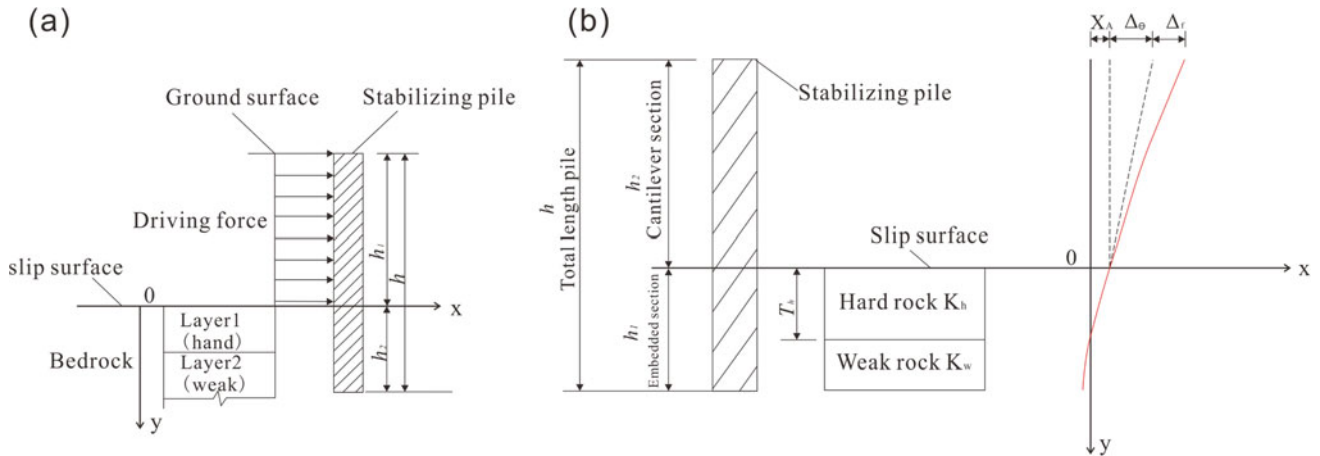 (a)
Ground surface
Stabilizing pile
Driving force
slip surface
0
x
h1
h
Layer1
(hand)
Layer2
(weak)
h2
Bedrock
y
(b)
XA Δθ Δf
Stabilizing pile
h
Total length pile
h2
Cantilever section
Slip surface
0
x
h1
Embedded section
Th
Hard rock Kh
Weak rock Kw
y